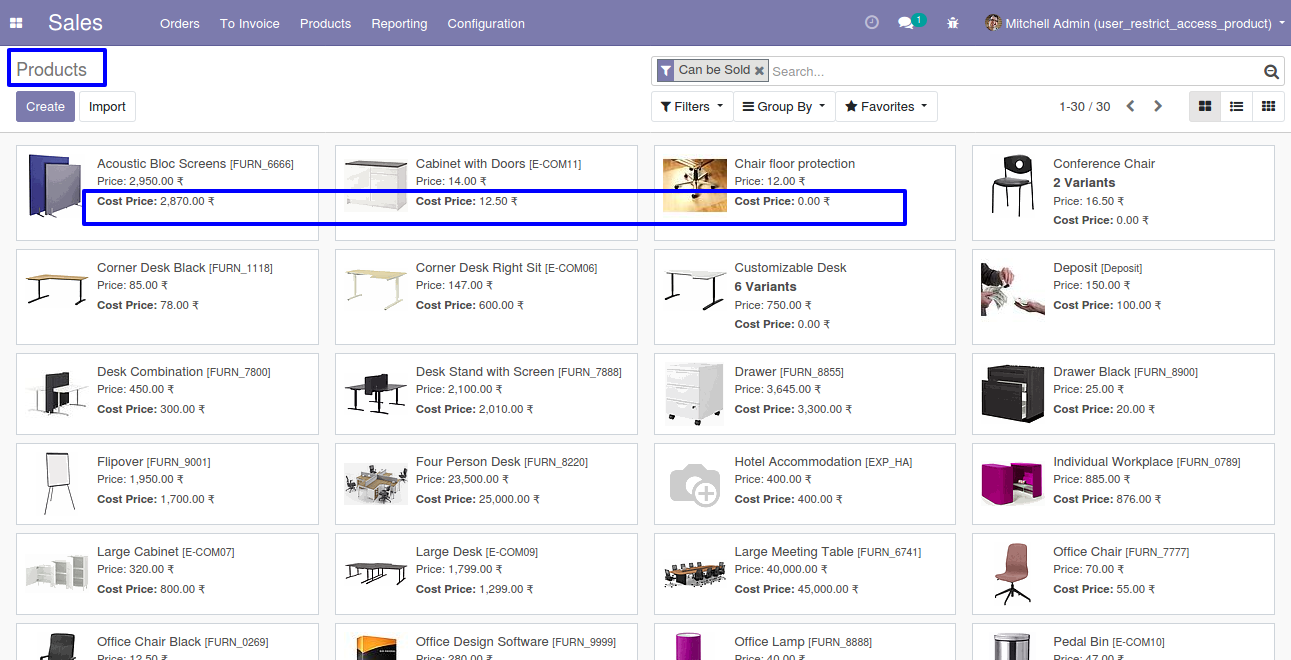 Sales
Orders To Invoice Products Reporting Configuration
1 Mitchell Admin (user_restrict_access_product)
Products
Can be Sold Search...
Create Import
Filters Group By Favorites 1-30 / 30
Acoustic Bloc Screens [FURN_6666]
Price: 2,950.00 ₹
Cost Price: 2,870.00 ₹
Cabinet with Doors [E-COM11]
Price: 14.00 ₹
Cost Price: 12.50 ₹
Chair floor protection
Price: 12.00 ₹
Cost Price: 0.00 ₹
Conference Chair
2 Variants
Price: 16.50 ₹
Cost Price: 0.00 ₹
Corner Desk Black [FURN_1118]
Price: 85.00 ₹
Cost Price: 78.00 ₹
Corner Desk Right Sit [E-COM06]
Price: 147.00 ₹
Cost Price: 600.00 ₹
Customizable Desk
6 Variants
Price: 750.00 ₹
Cost Price: 0.00 ₹
Deposit [Deposit]
Price: 150.00 ₹
Cost Price: 100.00 ₹
Desk Combination [FURN_7800]
Price: 450.00 ₹
Cost Price: 300.00 ₹
Desk Stand with Screen [FURN_7888]
Price: 2,100.00 ₹
Cost Price: 2,010.00 ₹
Drawer [FURN_8855]
Price: 3,645.00 ₹
Cost Price: 3,300.00 ₹
Drawer Black [FURN_8900]
Price: 25.00 ₹
Cost Price: 20.00 ₹
Flipover [FURN_9001]
Price: 1,950.00 ₹
Cost Price: 1,700.00 ₹
Four Person Desk [FURN_8220]
Price: 23,500.00 ₹
Cost Price: 25,000.00 ₹
Hotel Accommodation [EXP_HA]
Price: 400.00 ₹
Cost Price: 400.00 ₹
Individual Workplace [FURN_0789]
Price: 885.00 ₹
Cost Price: 876.00 ₹
Large Cabinet [E-COM07]
Price: 320.00 ₹
Cost Price: 800.00 ₹
Large Desk [E-COM09]
Price: 1,799.00 ₹
Cost Price: 1,299.00 ₹
Large Meeting Table [FURN_6741]
Price: 40,000.00 ₹
Cost Price: 45,000.00 ₹
Office Chair [FURN_7777]
Price: 70.00 ₹
Cost Price: 55.00 ₹
Office Chair Black [FURN_0269]
Price: 12.50 ₹
Office Design Software [FURN_9999]
Price: 280.00 ₹
Office Lamp [FURN_8888]
Price: 40.00 ₹
Pedal Bin [E-COM10]
Price: 47.00 ₹